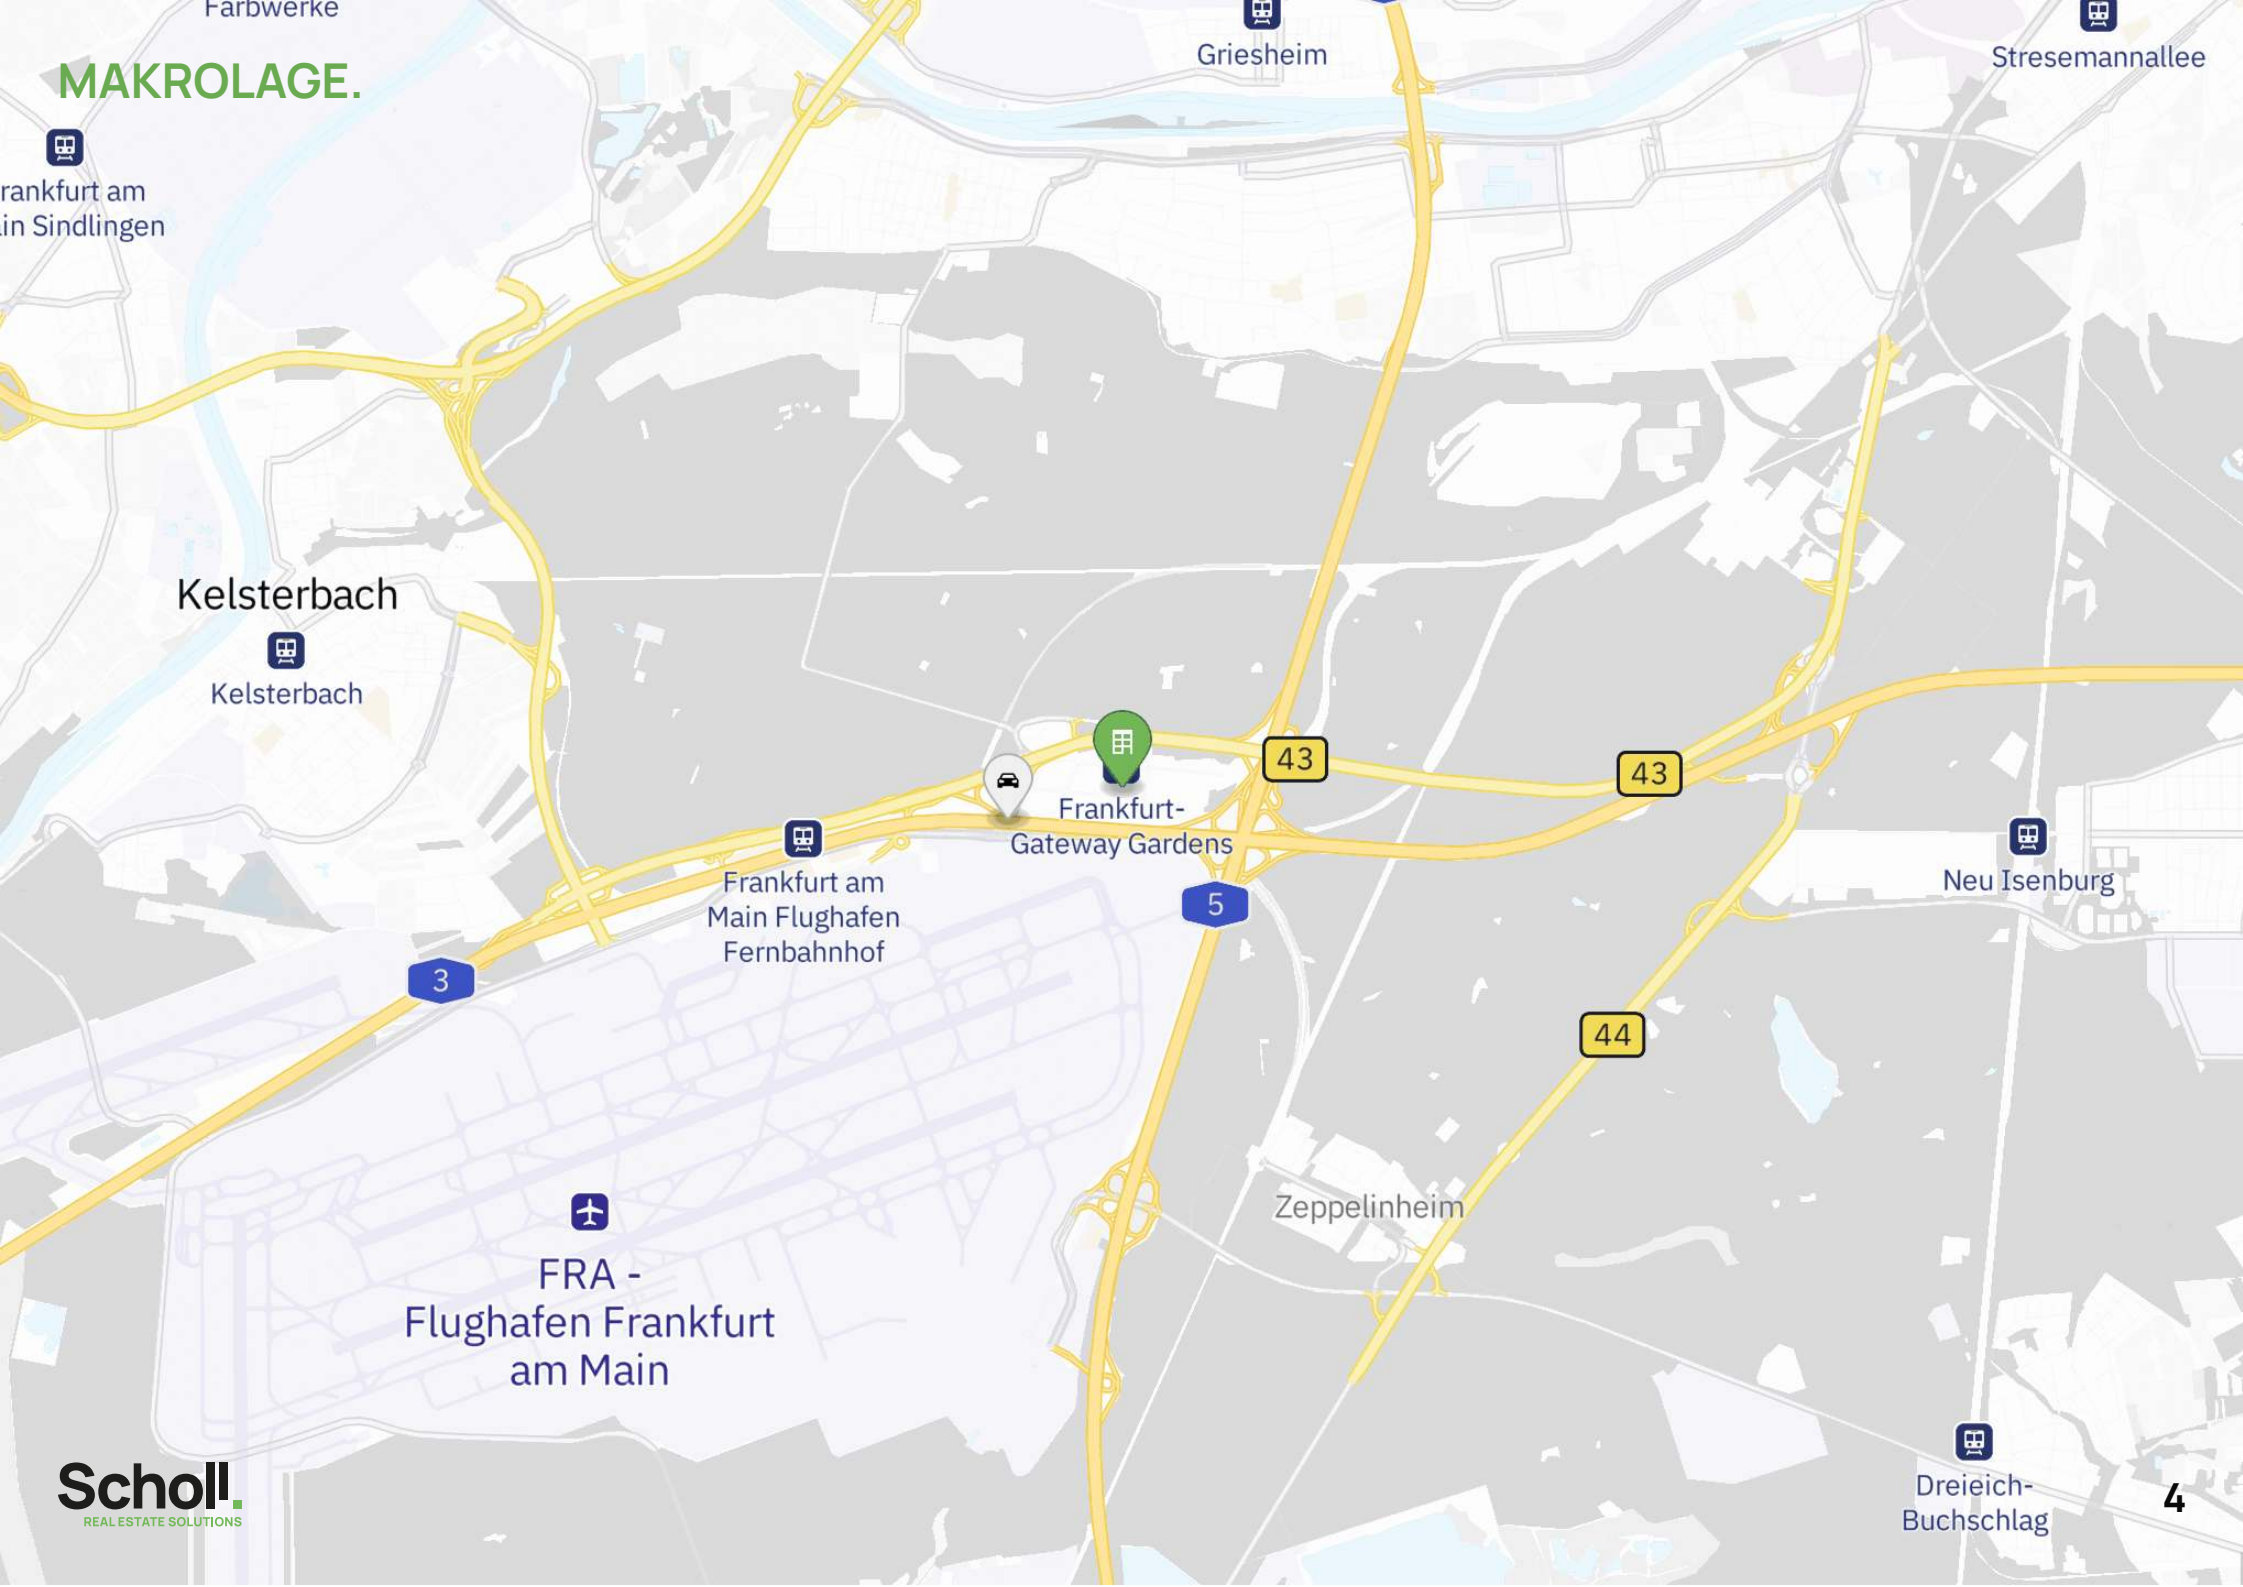 Farbwerke
MAKROLAGE.
Griesheim
Stresemannallee
rankfurt am
in Sindlingen
Kelsterbach
Kelsterbach
43
43
Frankfurt-
Gateway Gardens
Frankfurt am
Main Flughafen
Fernbahnhof
5
Neu Isenburg
3
44
Zeppelinheim
FRA -
Flughafen Frankfurt
am Main
Scholl.
REAL ESTATE SOLUTIONS
Dreieich-
Buchschlag
4